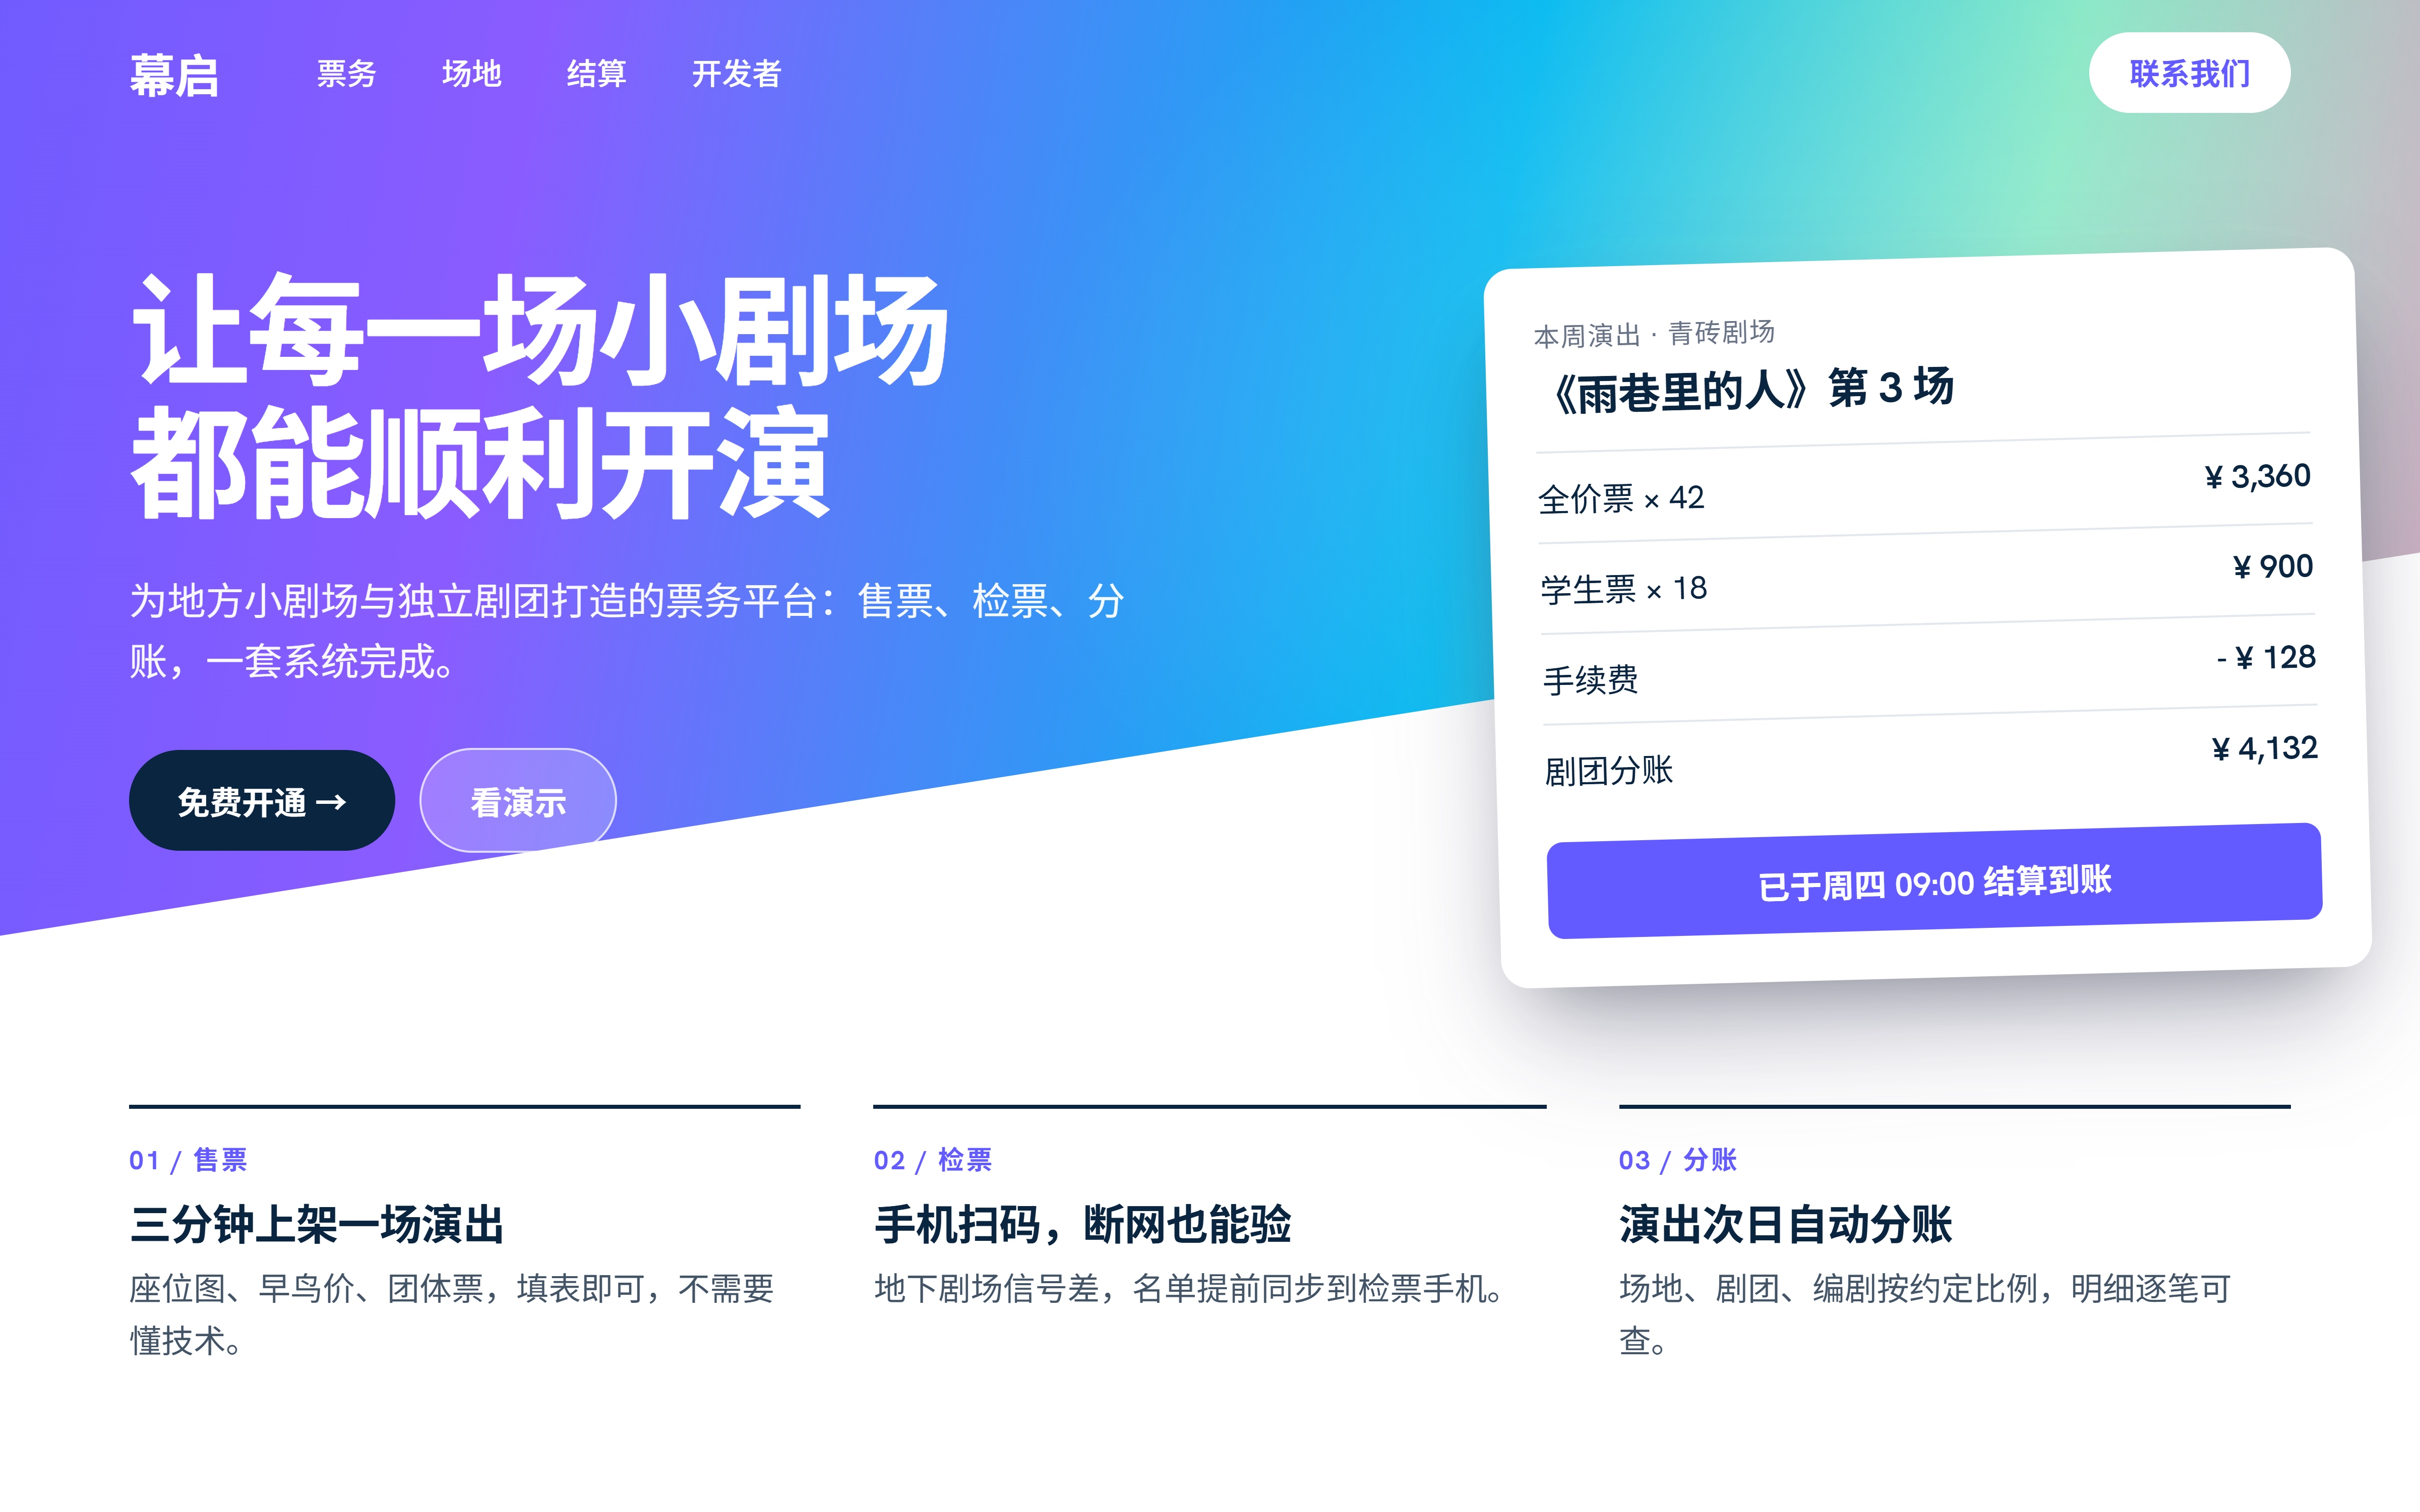 幕启
票务
场地
结算
开发者
联系我们
让每一场小剧场
都能顺利开演
为地方小剧场与独立剧团打造的票务平台：售票、检票、分
账，一套系统完成。
免费开通 →
看演示
本周演出 · 青砖剧场
《雨巷里的人》第 3 场
全价票 × 42
¥ 3,360
学生票 × 18
¥ 900
手续费
- ¥ 128
剧团分账
¥ 4,132
已于周四 09:00 结算到账
01 / 售票
三分钟上架一场演出
座位图、早鸟价、团体票，填表即可，不需要
懂技术。
02 / 检票
手机扫码，断网也能验
地下剧场信号差，名单提前同步到检票手机。
03 / 分账
演出次日自动分账
场地、剧团、编剧按约定比例，明细逐笔可
查。